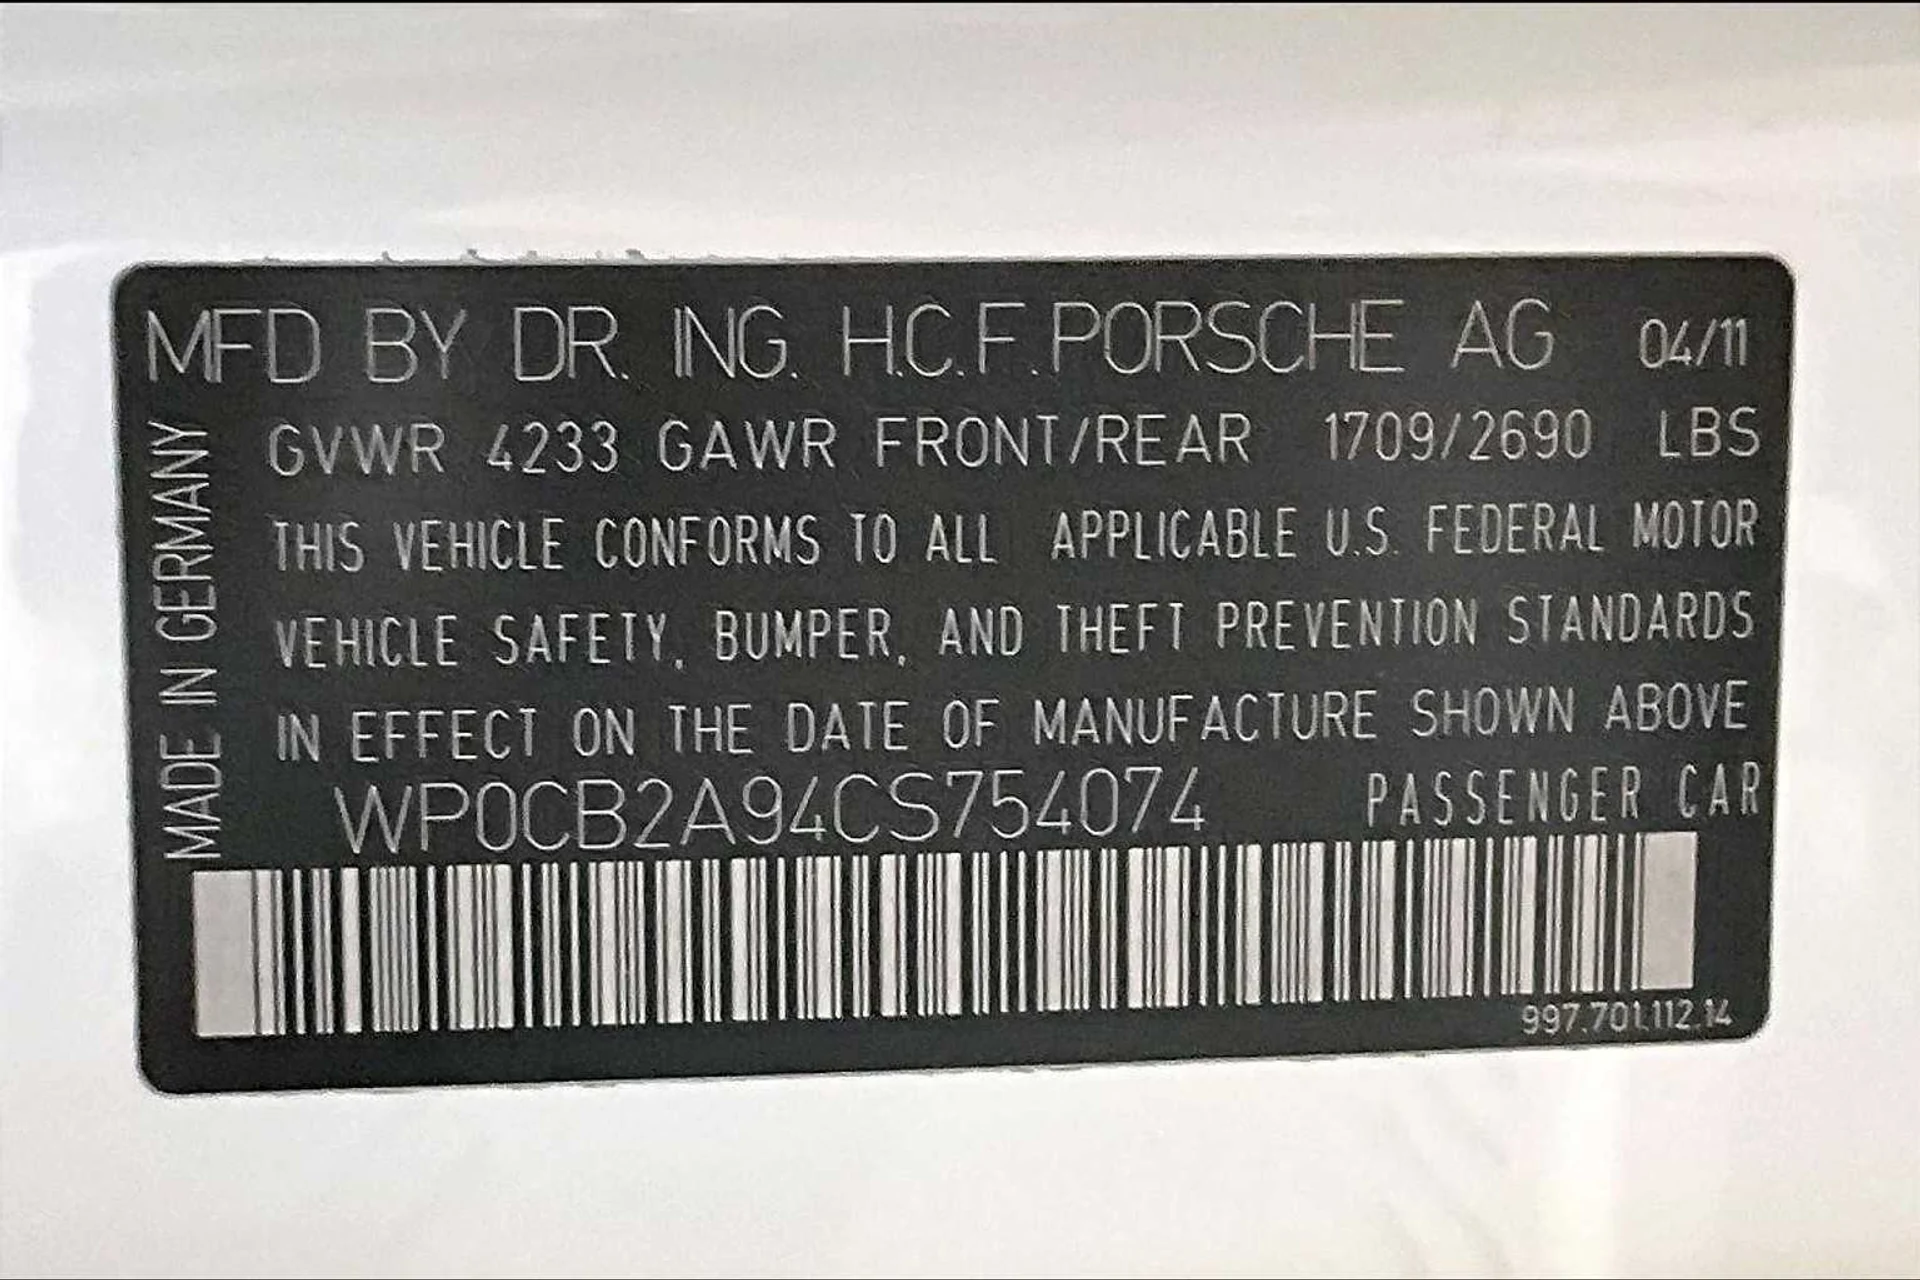 MFD BY DR. ING. H.C.F. PORSCHE AG 04/11
GVWR 4233 GAWR FRONT/REAR 1709/2690 LBS
THIS VEHICLE CONFORMS TO ALL APPLICABLE U.S. FEDERAL MOTOR
VEHICLE SAFETY, BUMPER, AND THEFT PREVENTION STANDARDS
IN EFFECT ON THE DATE OF MANUFACTURE SHOWN ABOVE
WP0CB2A94CS754074 PASSENGER CAR
997.701.112.14
MADE IN GERMANY